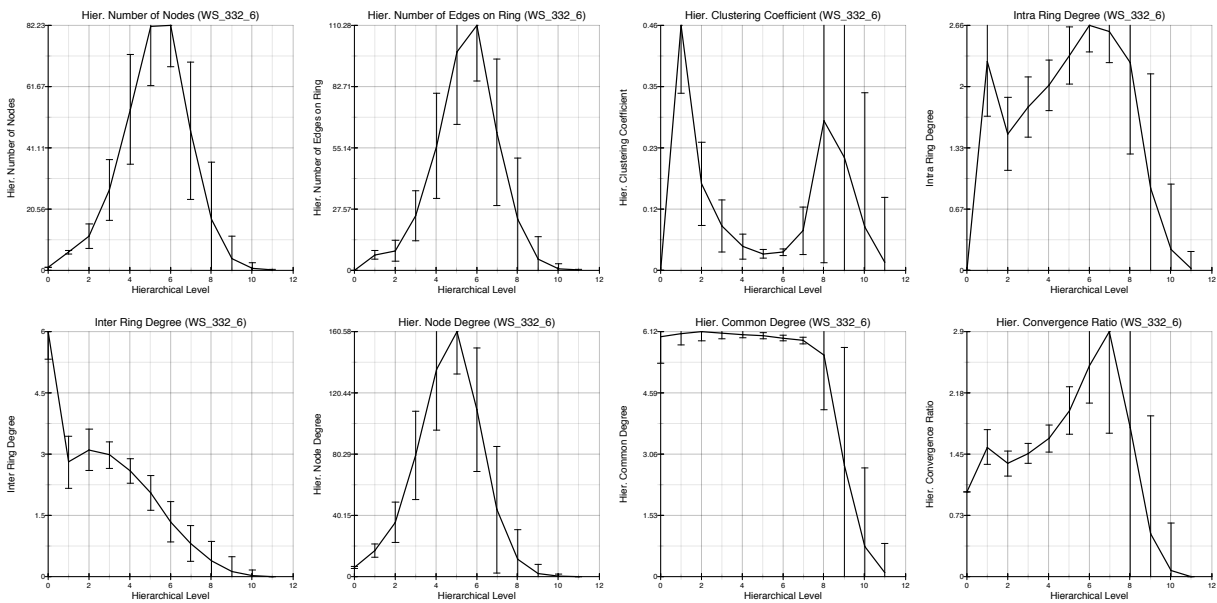 Hier. Number of Nodes (WS_332_6)
Hier. Number of Nodes
82.23
61.67
41.11
20.56
0
0 2 4 6 8 10 12
Hierarchical Level
Hier. Number of Edges on Ring (WS_332_6)
Hier. Number of Edges on Ring
110.28
82.71
55.14
27.57
0
0 2 4 6 8 10 12
Hierarchical Level
Hier. Clustering Coefficient (WS_332_6)
Hier. Clustering Coefficient
0.46
0.35
0.23
0.12
0
0 2 4 6 8 10 12
Hierarchical Level
Intra Ring Degree (WS_332_6)
Intra Ring Degree
2.66
2
1.33
0.67
0
0 2 4 6 8 10 12
Hierarchical Level
Inter Ring Degree (WS_332_6)
Inter Ring Degree
6
4.5
3
1.5
0
0 2 4 6 8 10 12
Hierarchical Level
Hier. Node Degree (WS_332_6)
Hier. Node Degree
160.58
120.44
80.29
40.15
0
0 2 4 6 8 10 12
Hierarchical Level
Hier. Common Degree (WS_332_6)
Hier. Common Degree
6.12
4.59
3.06
1.53
0
0 2 4 6 8 10 12
Hierarchical Level
Hier. Convergence Ratio (WS_332_6)
Hier. Convergence Ratio
2.9
2.18
1.45
0.73
0
0 2 4 6 8 10 12
Hierarchical Level